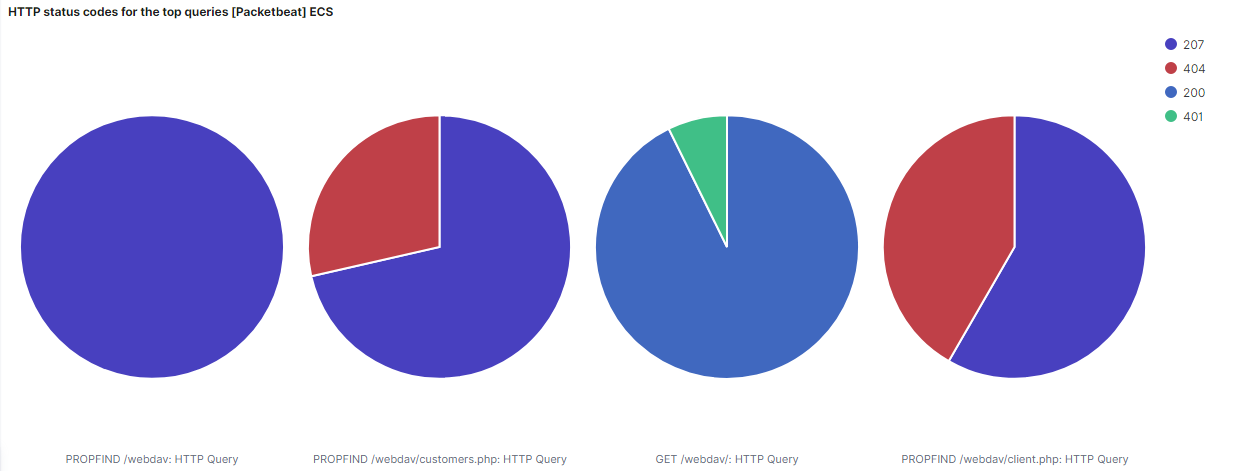 HTTP status codes for the top queries [Packetbeat] ECS
207
404
200
401
PROPFIND /webdav: HTTP Query
PROPFIND /webdav/customers.php: HTTP Query
GET /webdav/: HTTP Query
PROPFIND /webdav/client.php: HTTP Query